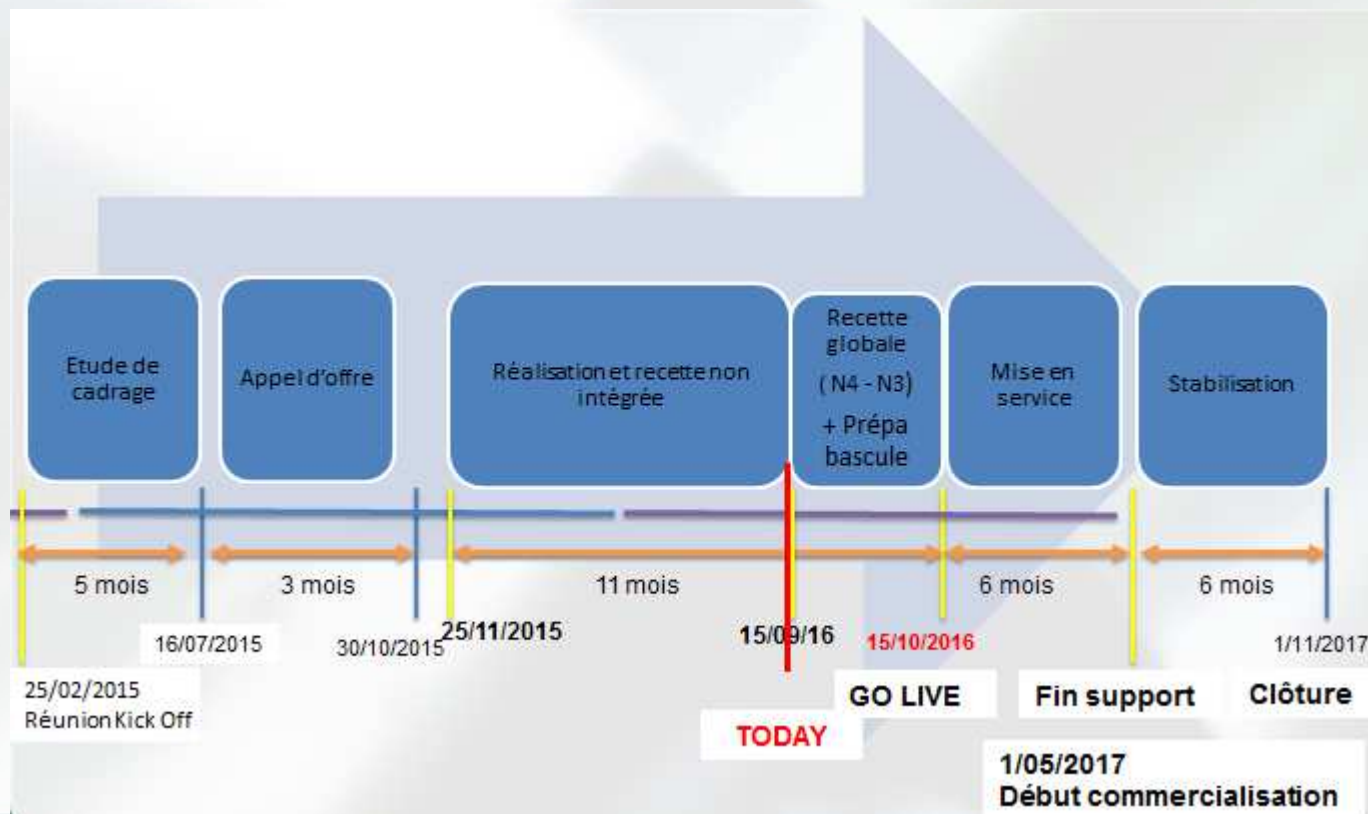 Etude de
cadrage
Appel d'offre
Réalisation et recette non
intégrée
Recette
globale
( N4 - N3)
+ Prépa
bascule
Mise en
service
Stabilisation
5 mois
3 mois
11 mois
6 mois
6 mois
16/07/2015
30/10/2015
25/11/2015
15/09/16
15/10/2016
1/11/2017
25/02/2015
Réunion Kick Off
TODAY
GO LIVE
Fin support
Clôture
1/05/2017
Début commercialisation